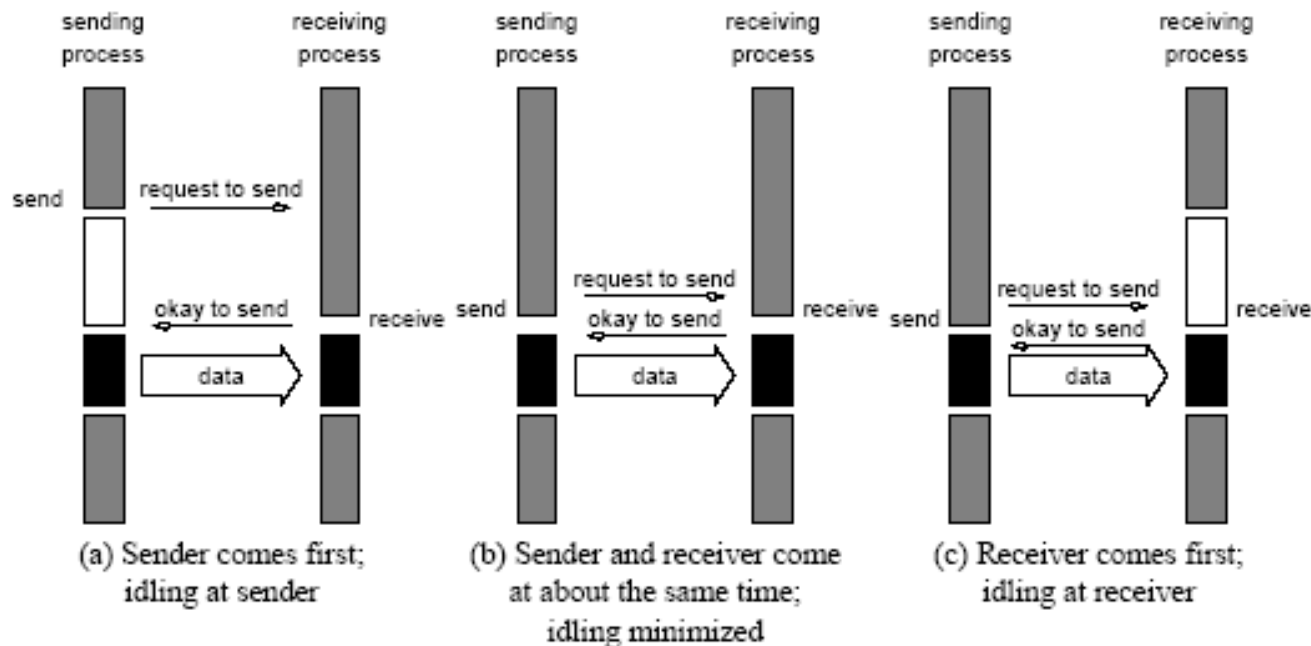 sending
process
receiving
process
send
request to send
okay to send
receive
data
(a) Sender comes first;
idling at sender
sending
process
receiving
process
send
request to send
okay to send
receive
data
(b) Sender and receiver come
at about the same time;
idling minimized
sending
process
receiving
process
send
request to send
okay to send
receive
data
(c) Receiver comes first;
idling at receiver